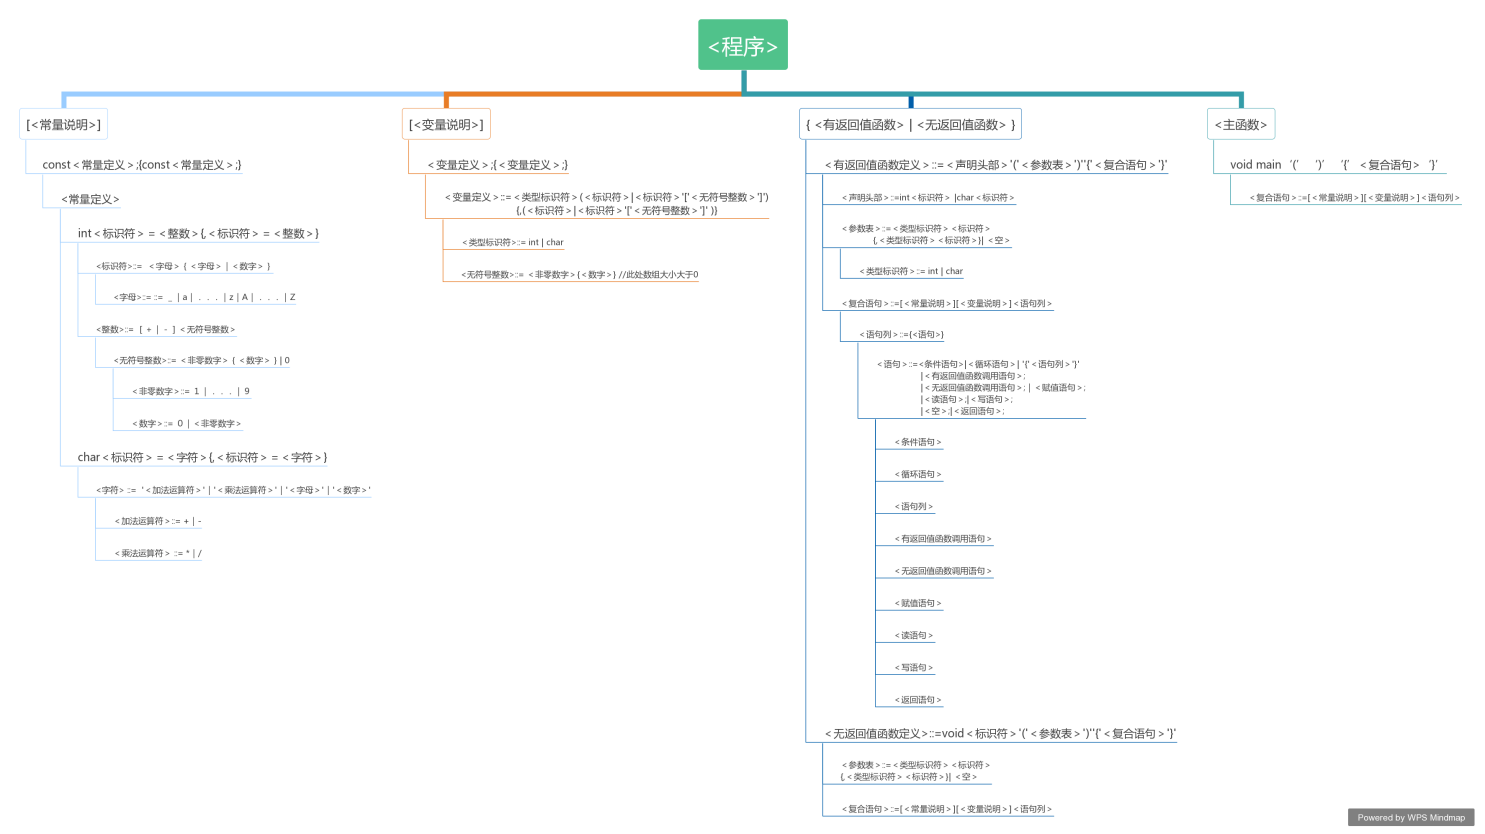 <程序>
[<常量说明>]
const<常量定义>;{const<常量定义>;}
<常量定义>
int<标识符>=<整数>{,<标识符>=<整数>}
<标识符>::= <字母> { <字母> | <数字> }
<字母>::= ::= _ | a | . . . | z | A | . . . | Z
<整数>::= [ + | - ] <无符号整数>
<无符号整数>::= <非零数字> { <数字> } | 0
<非零数字>::= 1 | . . . | 9
<数字>::= 0 | <非零数字>
char<标识符>=<字符>{,<标识符>=<字符>}
<字符> ::= '<加法运算符>' | '<乘法运算符>' | '<字母>' | '<数字>'
<加法运算符>::= + | -
<乘法运算符> ::= * | /
[<变量说明>]
<变量定义>;{<变量定义>;}
<变量定义>::=<类型标识符>(<标识符>|<标识符>'['<无符号整数>']')
{,(<标识符>|<标识符>'['<无符号整数>']' )}
<类型标识符>::= int | char
<无符号整数>::= <非零数字>{<数字>} //此处数组大小大于0
{ <有返回值函数> | <无返回值函数> }
<有返回值函数定义>::=<声明头部>'('<参数表>')''{'<复合语句>'}'
<声明头部>::=int<标识符> |char<标识符>
<参数表>::=<类型标识符> <标识符>
{,<类型标识符> <标识符>}| <空>
<类型标识符>::= int | char
<复合语句>::=[<常量说明>][<变量说明>]<语句列>
<语句列>::={<语句>}
<语句>::=<条件语句>|<循环语句>| '{'<语句列>'}'
|<有返回值函数调用语句>;
|<无返回值函数调用语句>; | <赋值语句>;
|<读语句>;|<写语句>;
|<空>;|<返回语句>;
<条件语句>
<循环语句>
<语句列>
<有返回值函数调用语句>
<无返回值函数调用语句>
<赋值语句>
<读语句>
<写语句>
<返回语句>
<无返回值函数定义>::=void<标识符>'('<参数表>')''{'<复合语句>'}'
<参数表>::=<类型标识符> <标识符>
{,<类型标识符> <标识符>}| <空>
<复合语句>::=[<常量说明>][<变量说明>]<语句列>
<主函数>
void main '(' ')' '{' <复合语句> '}'
<复合语句>::=[<常量说明>][<变量说明>]<语句列>
Powered by WPS Mindmap